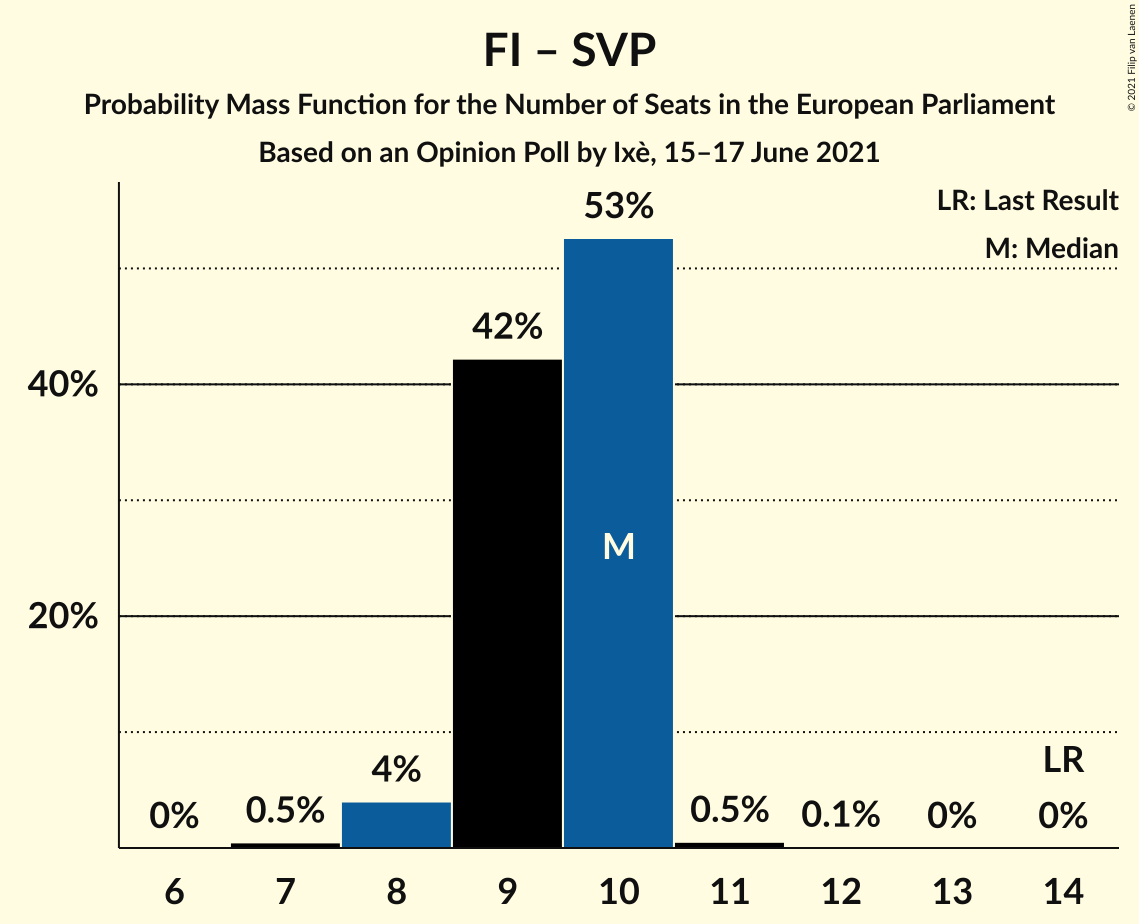 FI – SVP
Probability Mass Function for the Number of Seats in the European Parliament
Based on an Opinion Poll by Ixè, 15–17 June 2021
© 2021 Filip van Laenen
LR: Last Result
M: Median
53%
42%
40%
M
20%
LR
4%
0%
0.5%
0.5%
0.1%
0%
0%
6 7 8 9 10 11 12 13 14